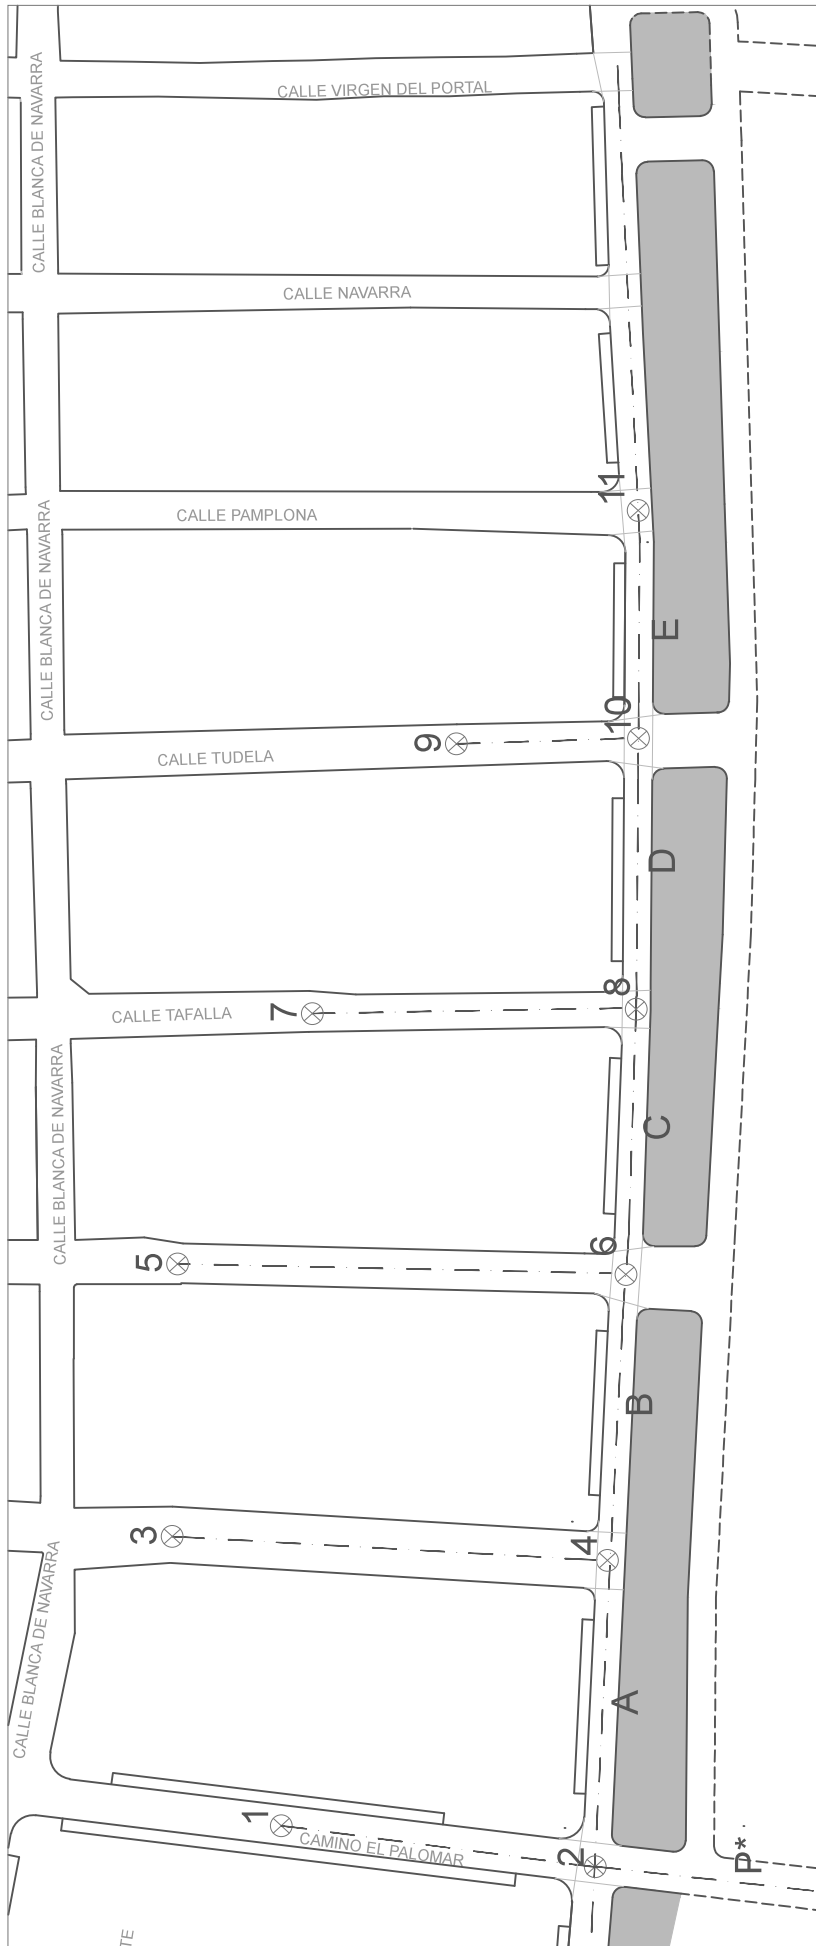 CALLE VIRGEN DEL PORTAL
CALLE BLANCA DE NAVARRA
CALLE NAVARRA
11
CALLE PAMPLONA
CALLE BLANCA DE NAVARRA
E
10
9
CALLE TUDELA
D
8
7
CALLE TAFALLA
C
CALLE BLANCA DE NAVARRA
6
5
B
3
4
CALLE BLANCA DE NAVARRA
A
1
CAMINO EL PALOMAR
2
P*
TE